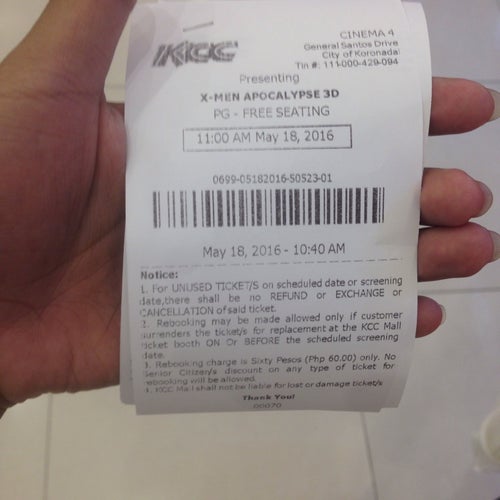 KCC
CINEMA 4
General Santos Drive
City of Koronadal
Tin #: 111-000-429-094
Presenting
X-MEN APOCALYPSE 3D
PG - FREE SEATING
11:00 AM May 18, 2016
0699-05182016-S0523-01
May 18, 2016 - 10:40 AM
Notice:
1. For UNUSED TICKET/S on scheduled date or screening
date,there shall be no REFUND or EXCHANGE or
CANCELLATION of said ticket.
2. Rebooking may be made allowed only if customer
surrenders the ticket/s for replacement at the KCC Mall
ticket booth ON Or BEFORE the scheduled screening
date.
3. Rebooking charge is Sixty Pesos (Php 60.00) only. No
Senior Citizen/s discount on any type of ticket for
rebooking will be allowed.
4. KCC Mall shall not be liable for lost or damage ticket/s
Thank You!
00070